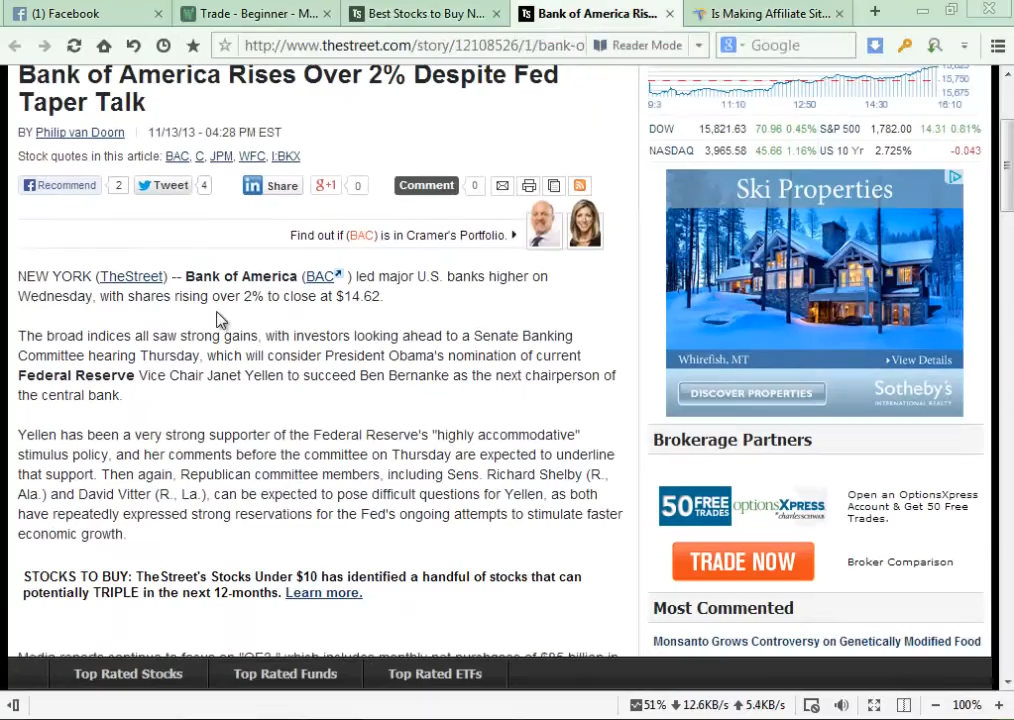 (1) Facebook
Trade - Beginner - M...
Best Stocks to Buy N...
Bank of America Ris...
Is Making Affiliate Sit...
http://www.thestreet.com/story/12108526/1/bank-o
Reader Mode
Google
Bank of America Rises Over 2% Despite Fed
Taper Talk
BY Philip van Doorn 11/13/13 - 04:28 PM EST
Stock quotes in this article: BAC, C, JPM, WFC, I:BKX
Recommend 2 Tweet 4 Share +1 0 Comment 0
Find out if (BAC) is in Cramer's Portfolio.
NEW YORK (TheStreet) -- Bank of America (BAC ) led major U.S. banks higher on
Wednesday, with shares rising over 2% to close at $14.62.
The broad indices all saw strong gains, with investors looking ahead to a Senate Banking
Committee hearing Thursday, which will consider President Obama's nomination of current
Federal Reserve Vice Chair Janet Yellen to succeed Ben Bernanke as the next chairperson of
the central bank.
Yellen has been a very strong supporter of the Federal Reserve's "highly accommodative"
stimulus policy, and her comments before the committee on Thursday are expected to underline
that support. Then again, Republican committee members, including Sens. Richard Shelby (R.,
Ala.) and David Vitter (R., La.), can be expected to pose difficult questions for Yellen, as both
have repeatedly expressed strong reservations for the Fed's ongoing attempts to stimulate faster
economic growth.
STOCKS TO BUY: TheStreet's Stocks Under $10 has identified a handful of stocks that can
potentially TRIPLE in the next 12-months. Learn more.
15,750
15,675
9:3 11:10 12:50 14:30 16:10
DOW 15,821.63 70.96 0.45% S&P 500 1,782.00 14.31 0.81%
NASDAQ 3,965.58 45.66 1.16% US 10 Yr 2.725% -0.043
Ski Properties
Whitefish, MT
View Details
DISCOVER PROPERTIES
Sotheby's
INTERNATIONAL REALTY
Brokerage Partners
50 FREE TRADES
optionsXpress
by charles SCHWAB
Open an OptionsXpress
Account & Get 50 Free
Trades.
TRADE NOW
Broker Comparison
Most Commented
Monsanto Grows Controversy on Genetically Modified Food
Top Rated Stocks
Top Rated Funds
Top Rated ETFs
51% 12.6KB/s 5.4KB/s
100%